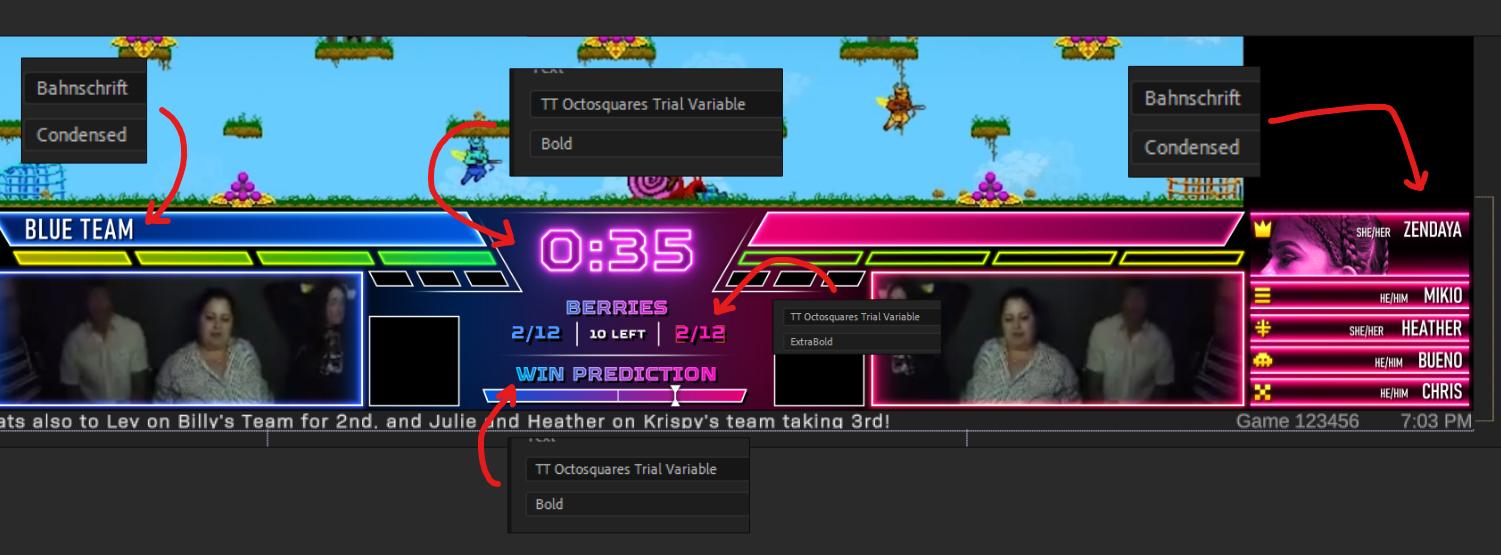 Bahnschrift
Condensed
Text
TT Octosquares Trial Variable
Bold
Bahnschrift
Condensed
BLUE TEAM
0:35
BERRIES
2/12
10 LEFT
2/12
TT Octosquares Trial Variable
ExtraBold
WIN PREDICTION
SHE/HER ZENDAYA
HE/HIM MIKIO
SHE/HER HEATHER
HE/HIM BUENO
HE/HIM CHRIS
ats also to Lev on Billy's Team for 2nd, and Julie and Heather on Krispy's team taking 3rd!
Game 123456 7:03 PM
Text
TT Octosquares Trial Variable
Bold